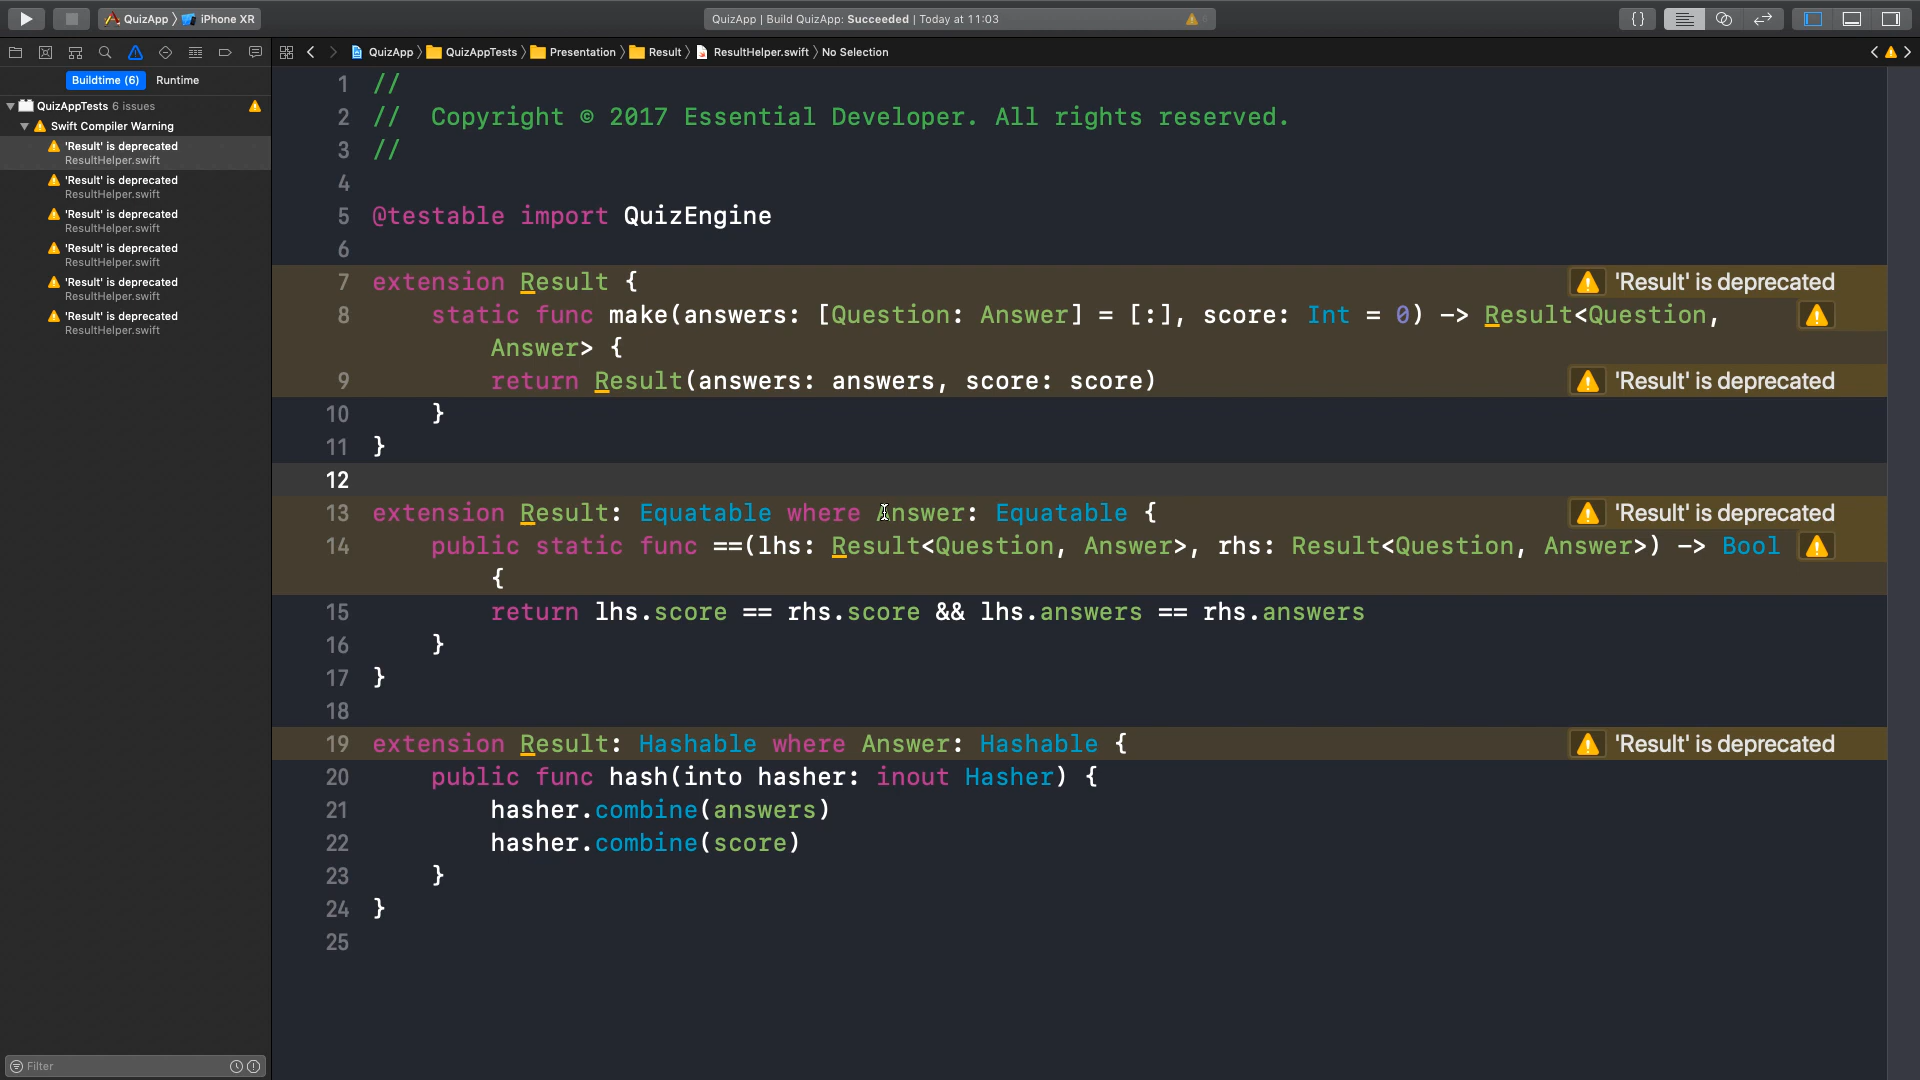 QuizApp 〉 iPhone XR
QuizApp | Build QuizApp: Succeeded | Today at 11:03
{}
QuizApp 〉 QuizAppTests 〉 Presentation 〉 Result 〉 ResultHelper.swift 〉 No Selection
Buildtime (6) Runtime
QuizAppTests 6 issues
Swift Compiler Warning
'Result' is deprecated
ResultHelper.swift
'Result' is deprecated
ResultHelper.swift
'Result' is deprecated
ResultHelper.swift
'Result' is deprecated
ResultHelper.swift
'Result' is deprecated
ResultHelper.swift
'Result' is deprecated
ResultHelper.swift
Filter
1 //
2 //  Copyright © 2017 Essential Developer. All rights reserved.
3 //
4
5 @testable import QuizEngine
6
7 extension Result { 'Result' is deprecated
8     static func make(answers: [Question: Answer] = [:], score: Int = 0) -> Result<Question,
Answer> {
9         return Result(answers: answers, score: score) 'Result' is deprecated
10     }
11 }
12
13 extension Result: Equatable where Answer: Equatable { 'Result' is deprecated
14     public static func ==(lhs: Result<Question, Answer>, rhs: Result<Question, Answer>) -> Bool
{
15         return lhs.score == rhs.score && lhs.answers == rhs.answers
16     }
17 }
18
19 extension Result: Hashable where Answer: Hashable { 'Result' is deprecated
20     public func hash(into hasher: inout Hasher) {
21         hasher.combine(answers)
22         hasher.combine(score)
23     }
24 }
25